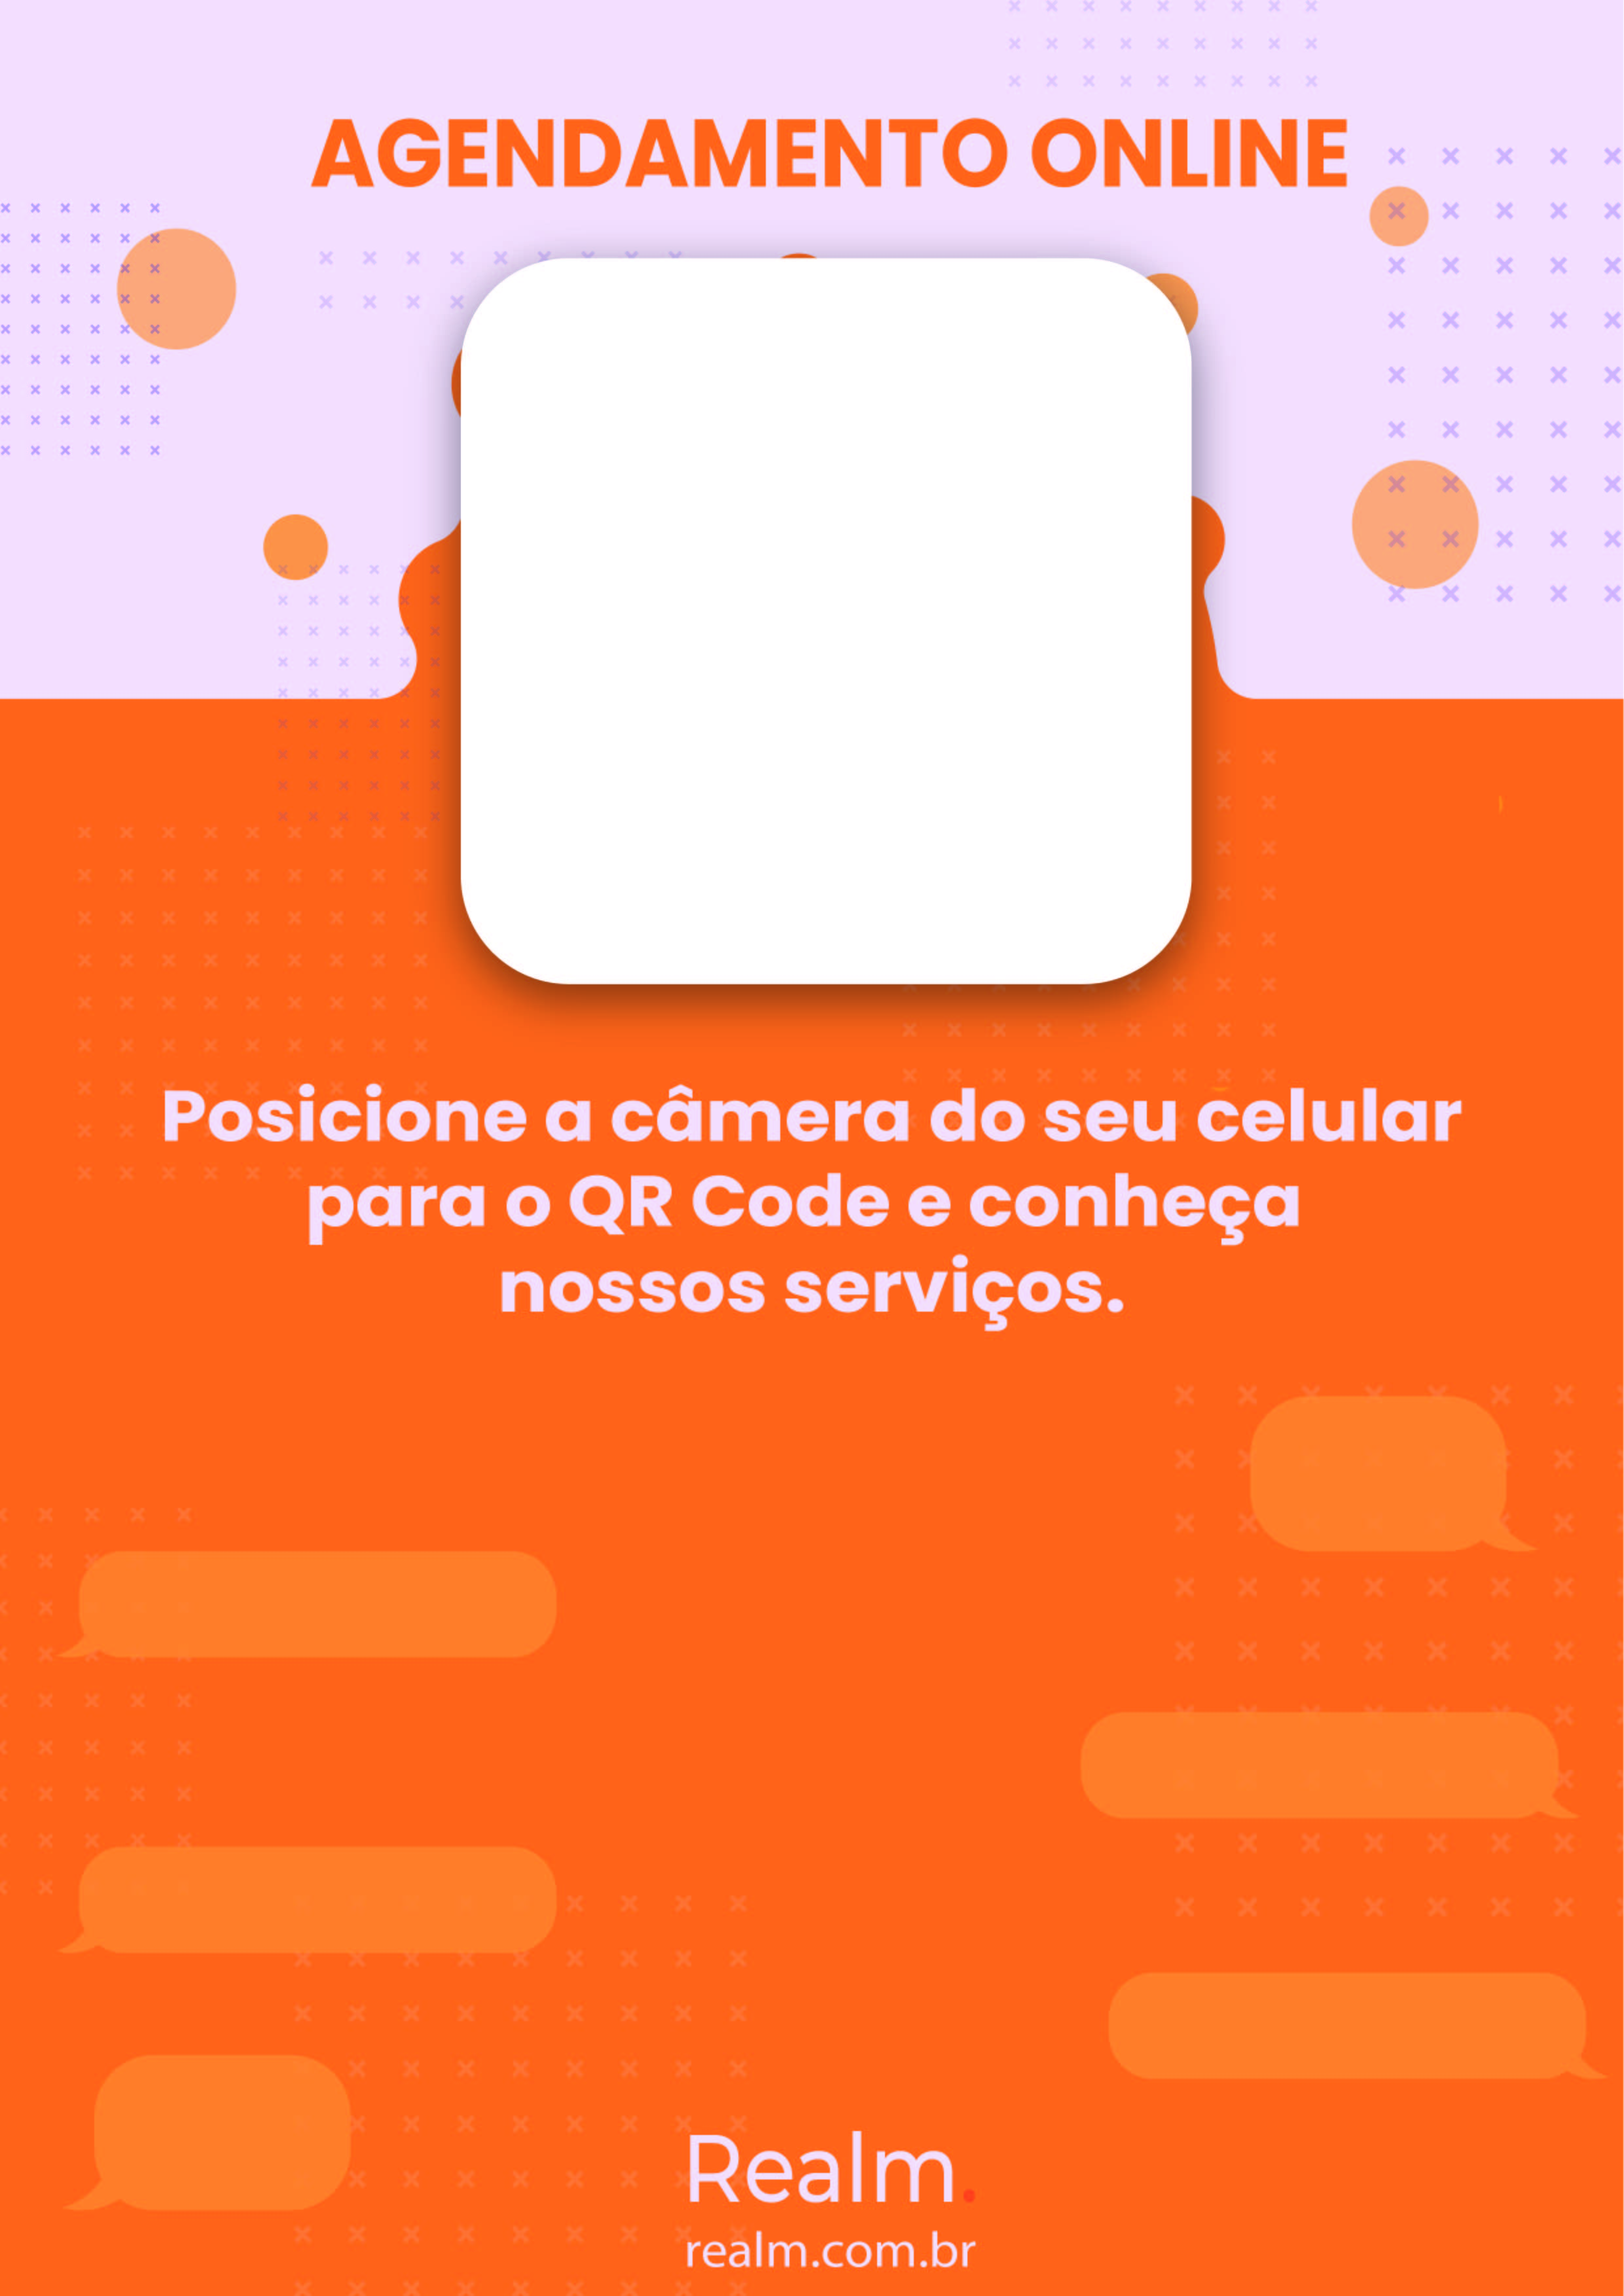 AGENDAMENTO ONLINE
Posicione a câmera do seu celular
para o QR Code e conheça
nossos serviços.
Realm.
realm.com.br